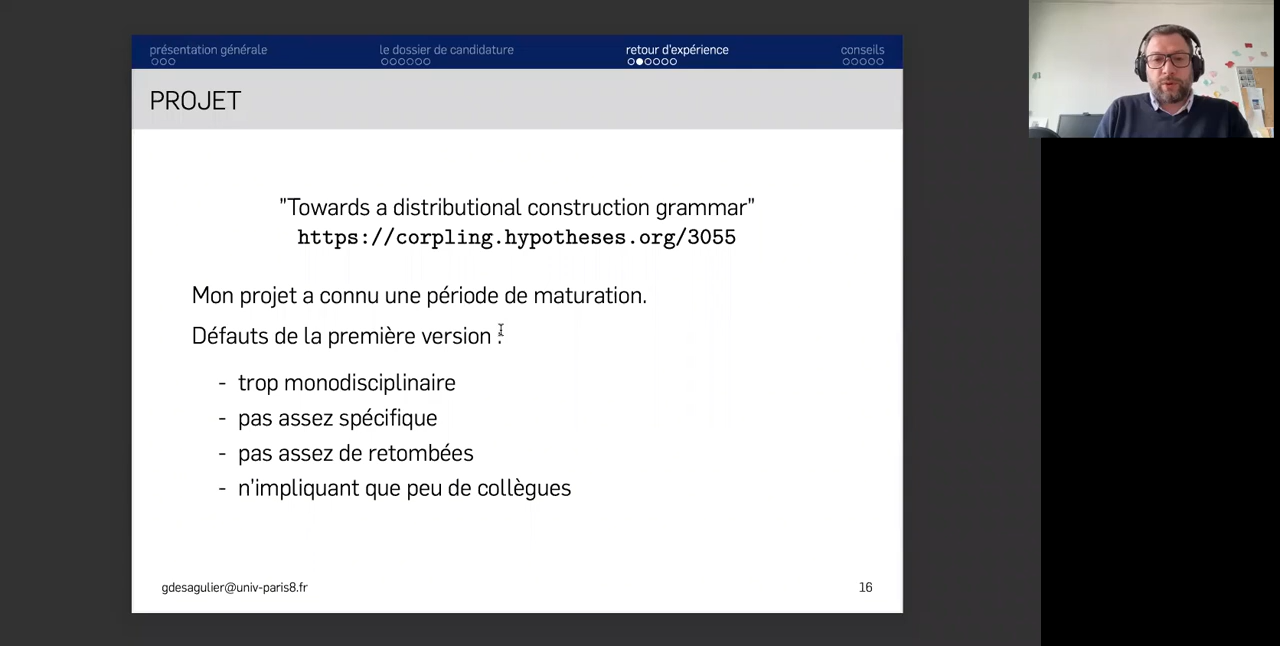 présentation générale
le dossier de candidature
retour d'expérience
conseils
PROJET
"Towards a distributional construction grammar"
https://corpling.hypotheses.org/3055
Mon projet a connu une période de maturation.
Défauts de la première version :
- trop monodisciplinaire
- pas assez spécifique
- pas assez de retombées
- n'impliquant que peu de collègues
gdesagulier@univ-paris8.fr
16